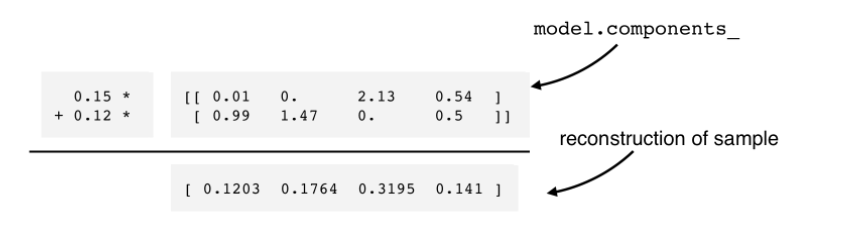 model.components_
0.15 * [[ 0.01 0. 2.13 0.54 ]
+ 0.12 * [ 0.99 1.47 0. 0.5 ]]
reconstruction of sample
[ 0.1203 0.1764 0.3195 0.141 ]